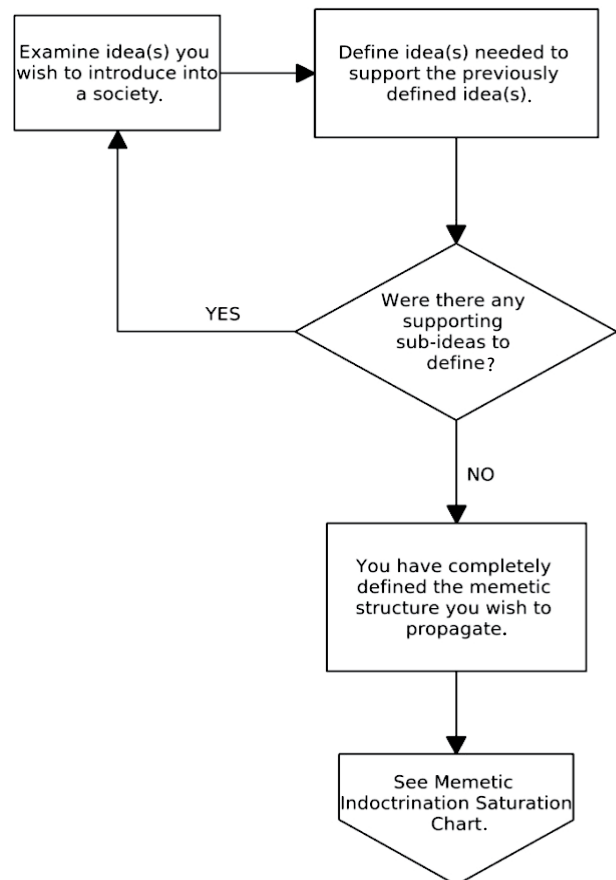 Examine idea(s) you
wish to introduce into
a society.
Define idea(s) needed to
support the previously
defined idea(s).
Were there any
supporting
sub-ideas to
define?
YES
NO
You have completely
defined the memetic
structure you wish to
propagate.
See Memetic
Indoctrination Saturation
Chart.